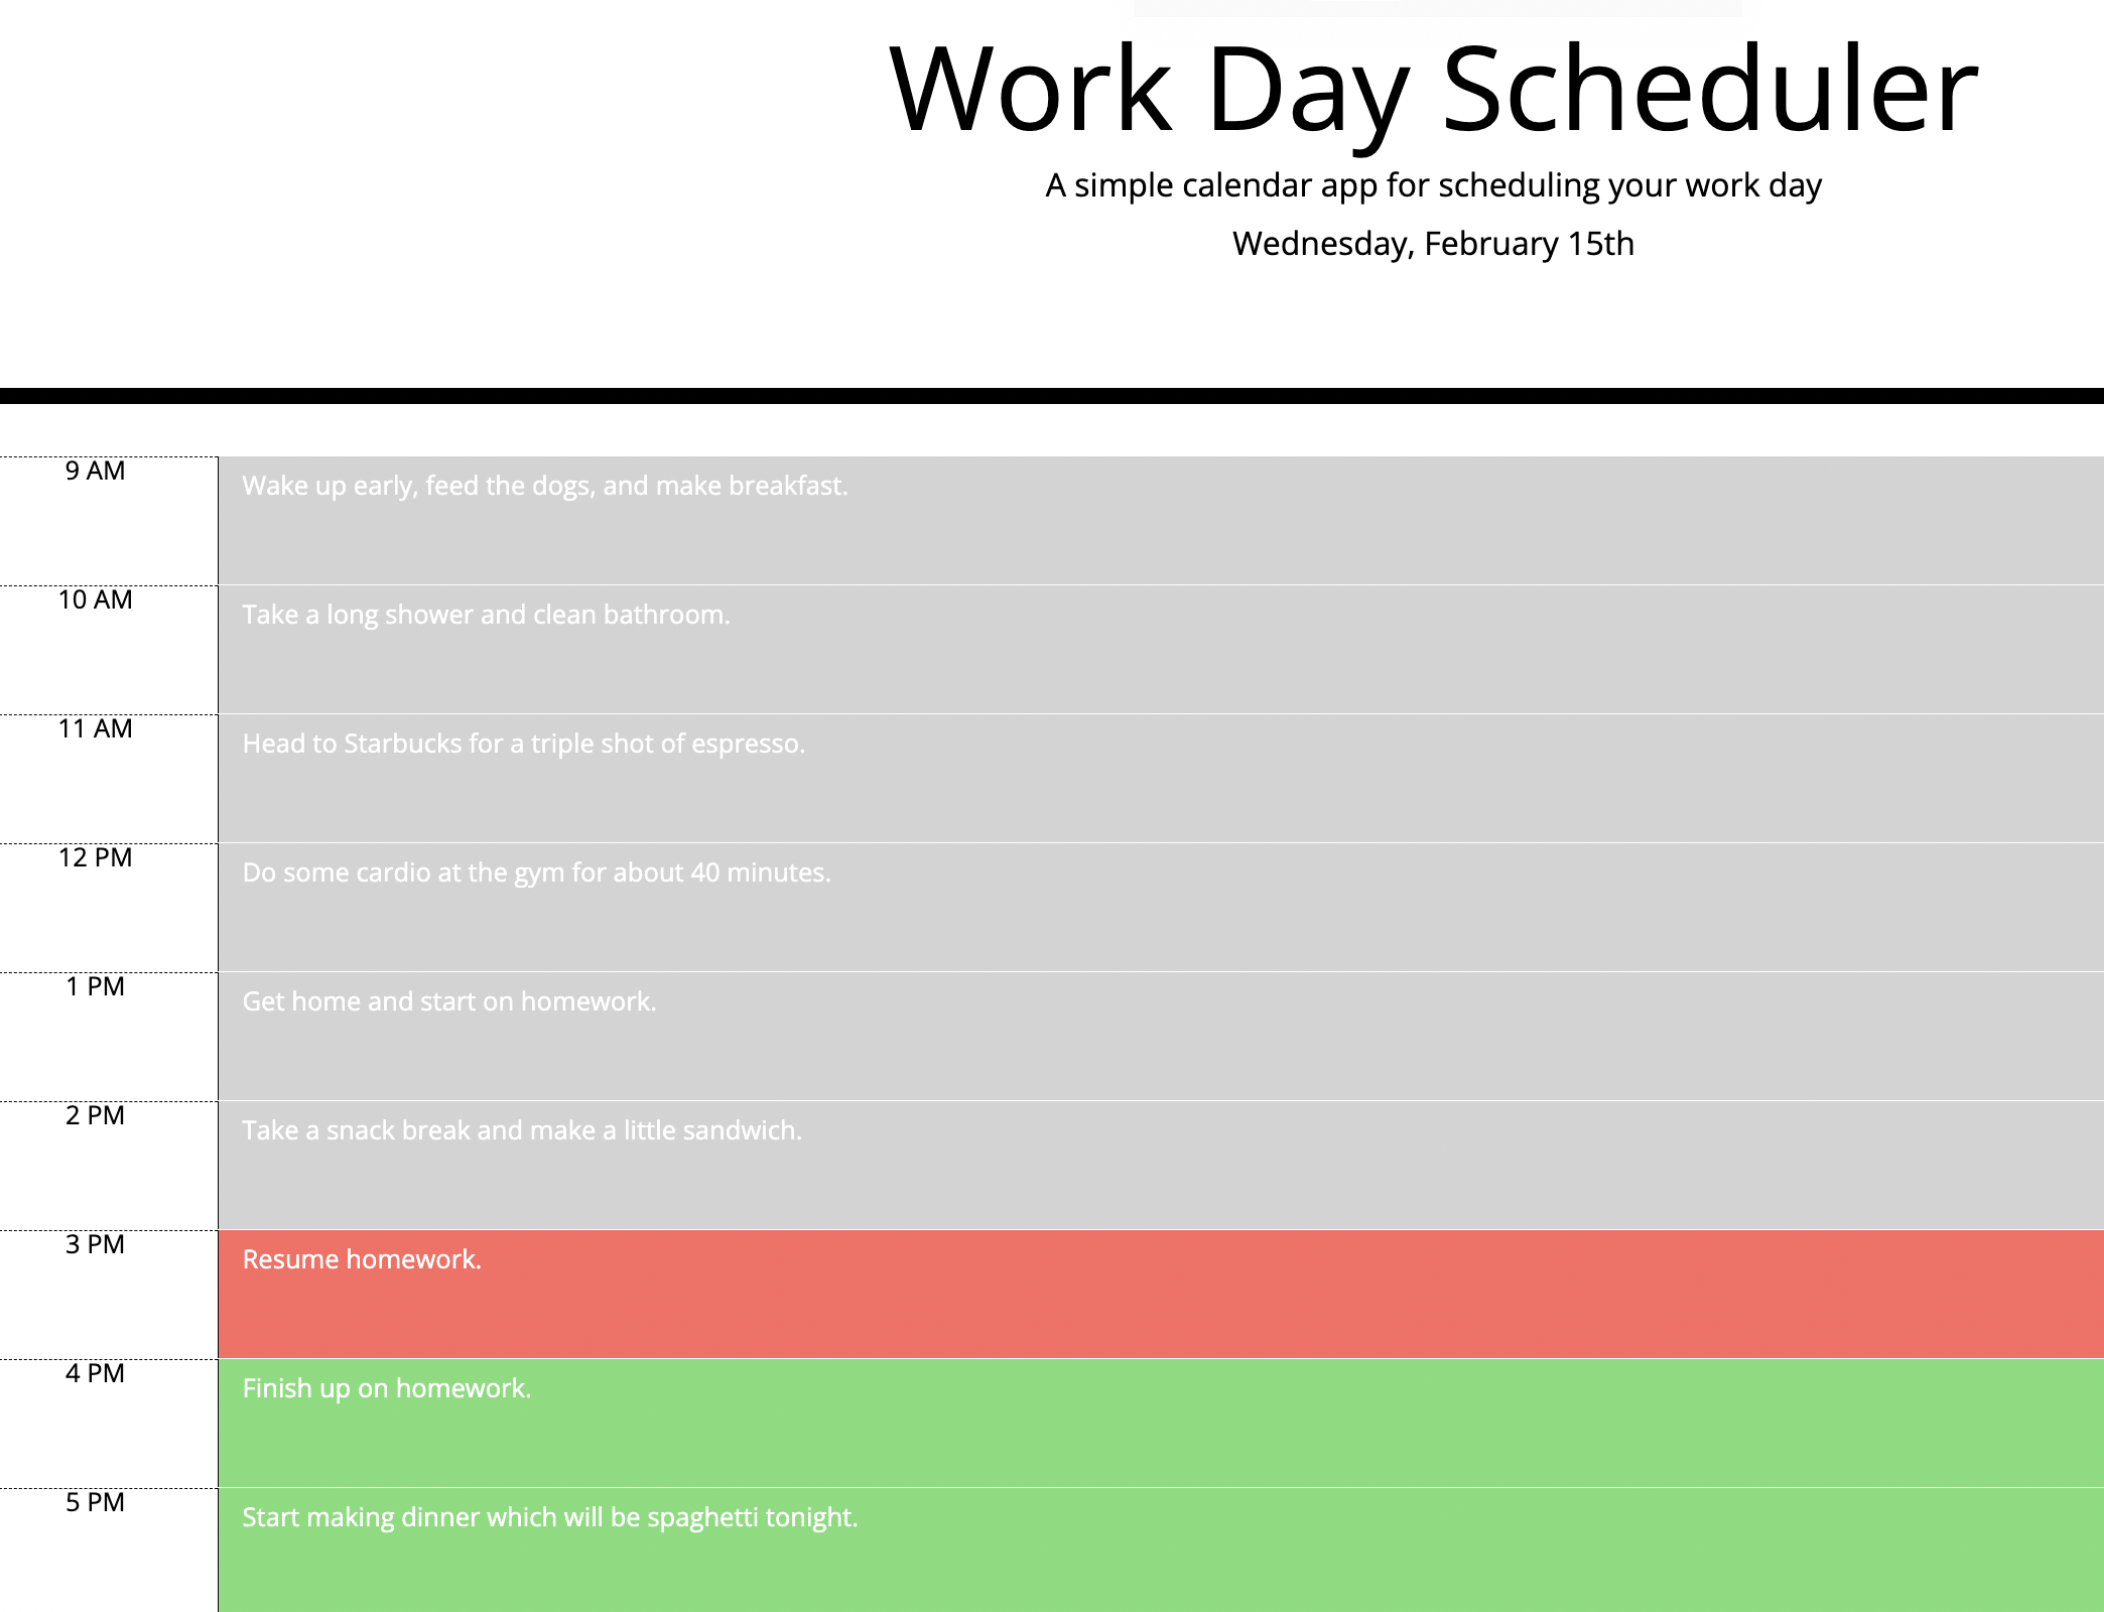 Work Day Scheduler
A simple calendar app for scheduling your work day
Wednesday, February 15th
9 AM
Wake up early, feed the dogs, and make breakfast.
10 AM
Take a long shower and clean bathroom.
11 AM
Head to Starbucks for a triple shot of espresso.
12 PM
Do some cardio at the gym for about 40 minutes.
1 PM
Get home and start on homework.
2 PM
Take a snack break and make a little sandwich.
3 PM
Resume homework.
4 PM
Finish up on homework.
5 PM
Start making dinner which will be spaghetti tonight.